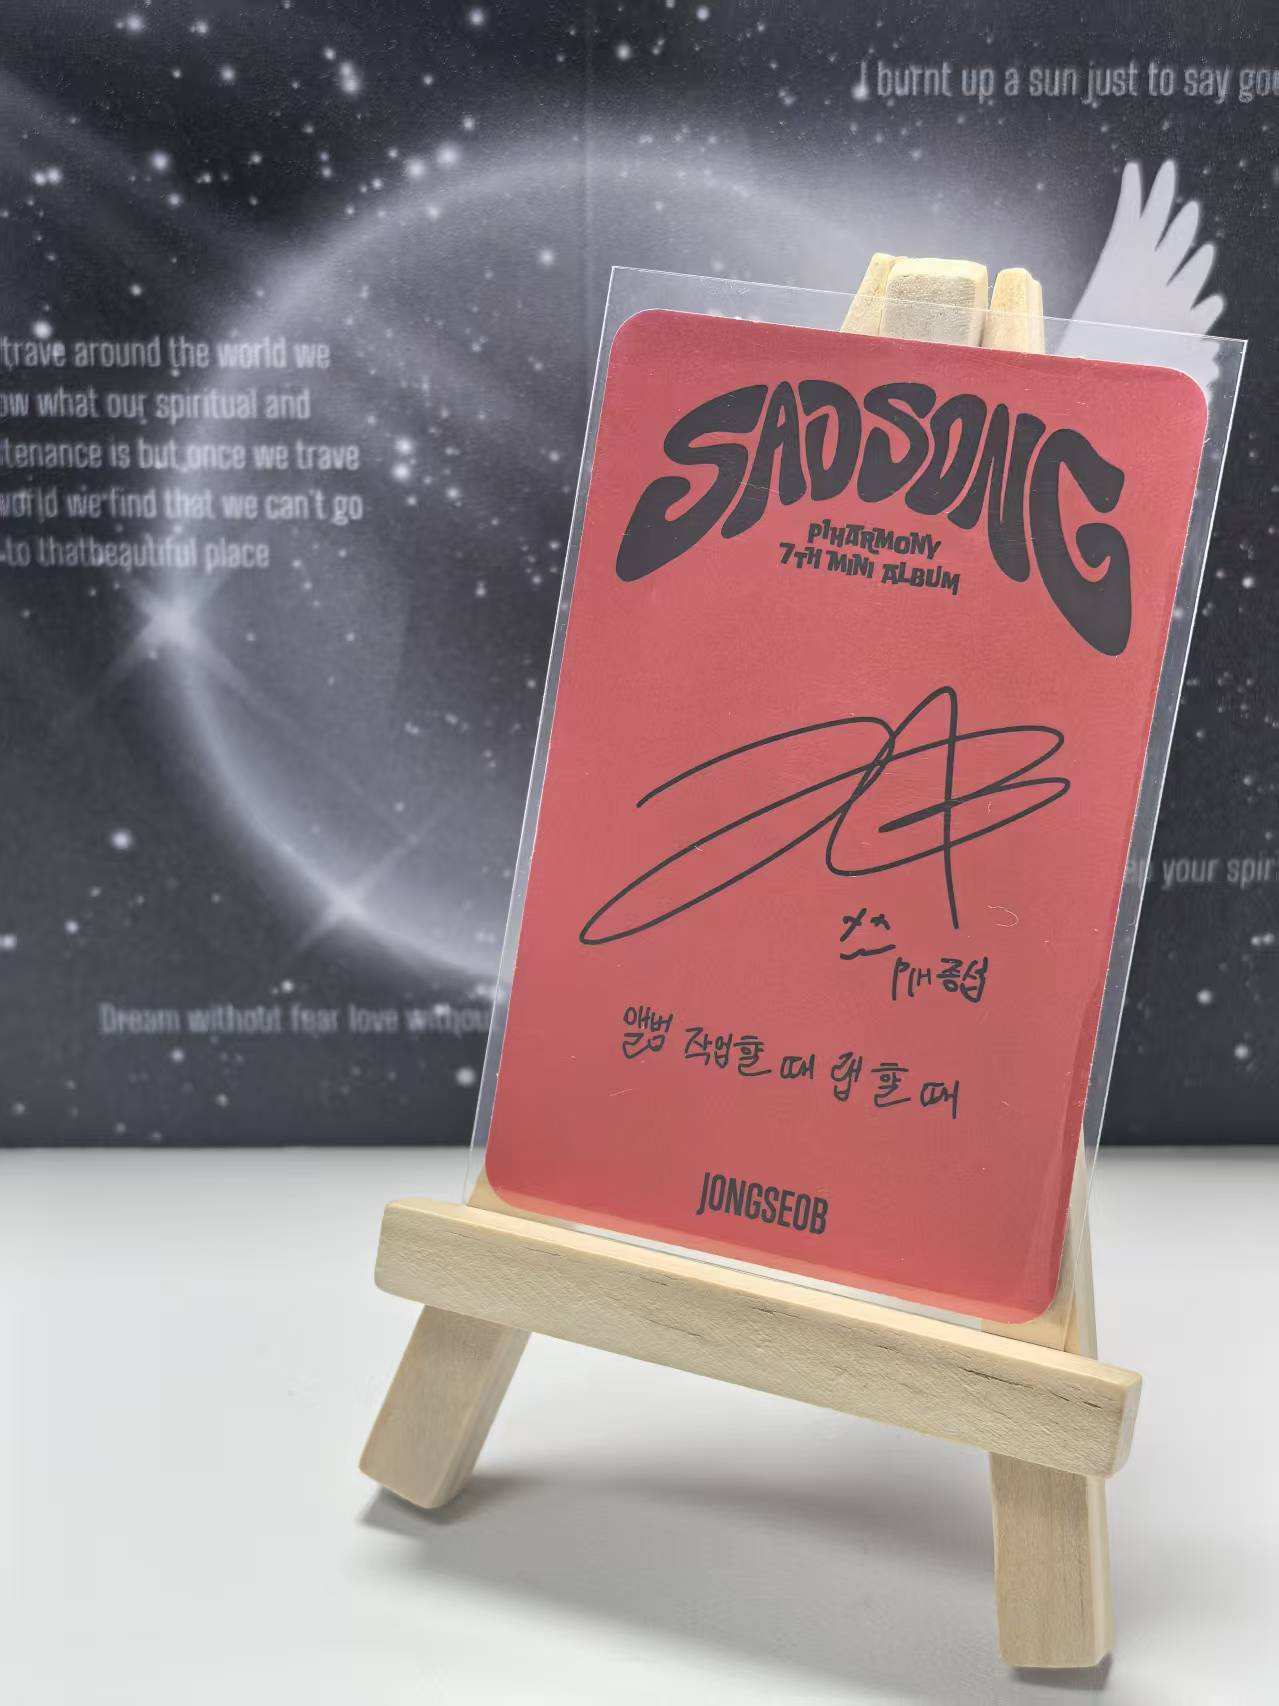 I burnt up a sun just to say goo
trave around the world we
ow what our spiritual and
tenance is but once we trave
world we find that we can't go
to thatbeautiful place
SAD SONG
P1HARMONY
7TH MINI ALBUM
your spir
P1H 종섭
앨범 작업할 때 랩 할 때
Dream without fear love withou
JONGSEOB